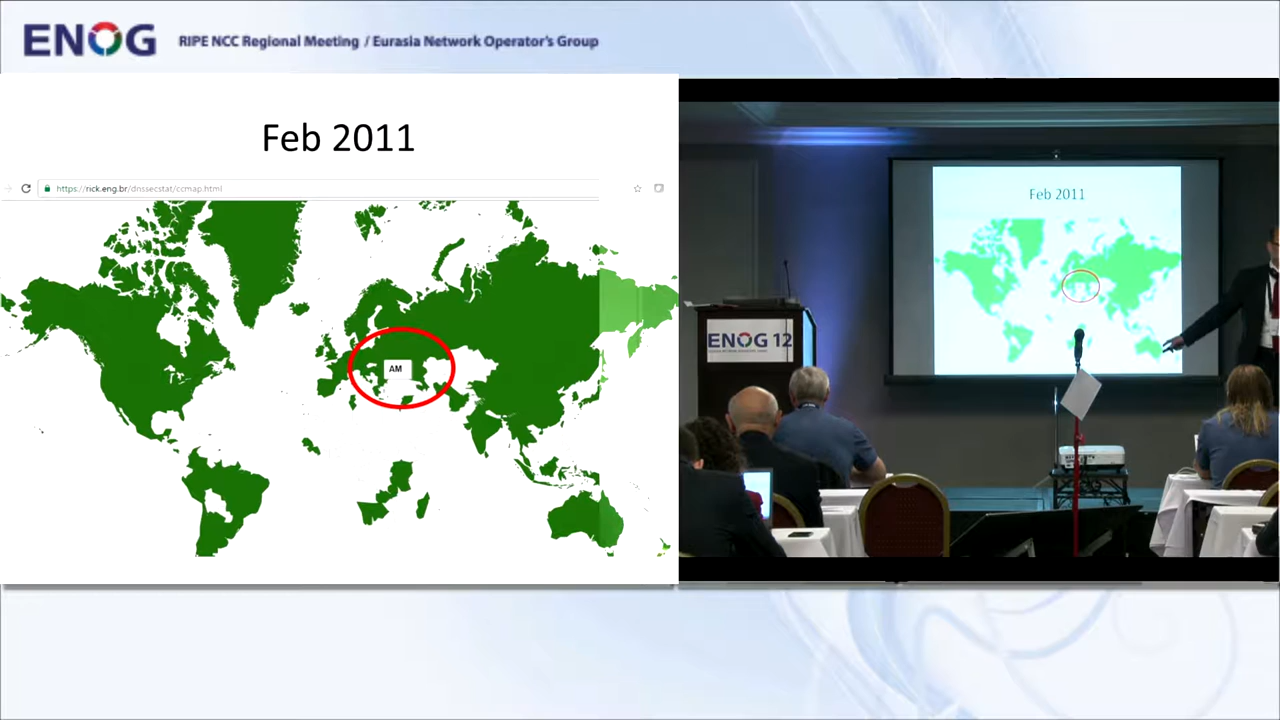 ENOG RIPE NCC Regional Meeting / Eurasia Network Operator's Group
Feb 2011
https://rick.eng.br/dnssecstat/ccmap.html
AM
Feb 2011
ENOG 12